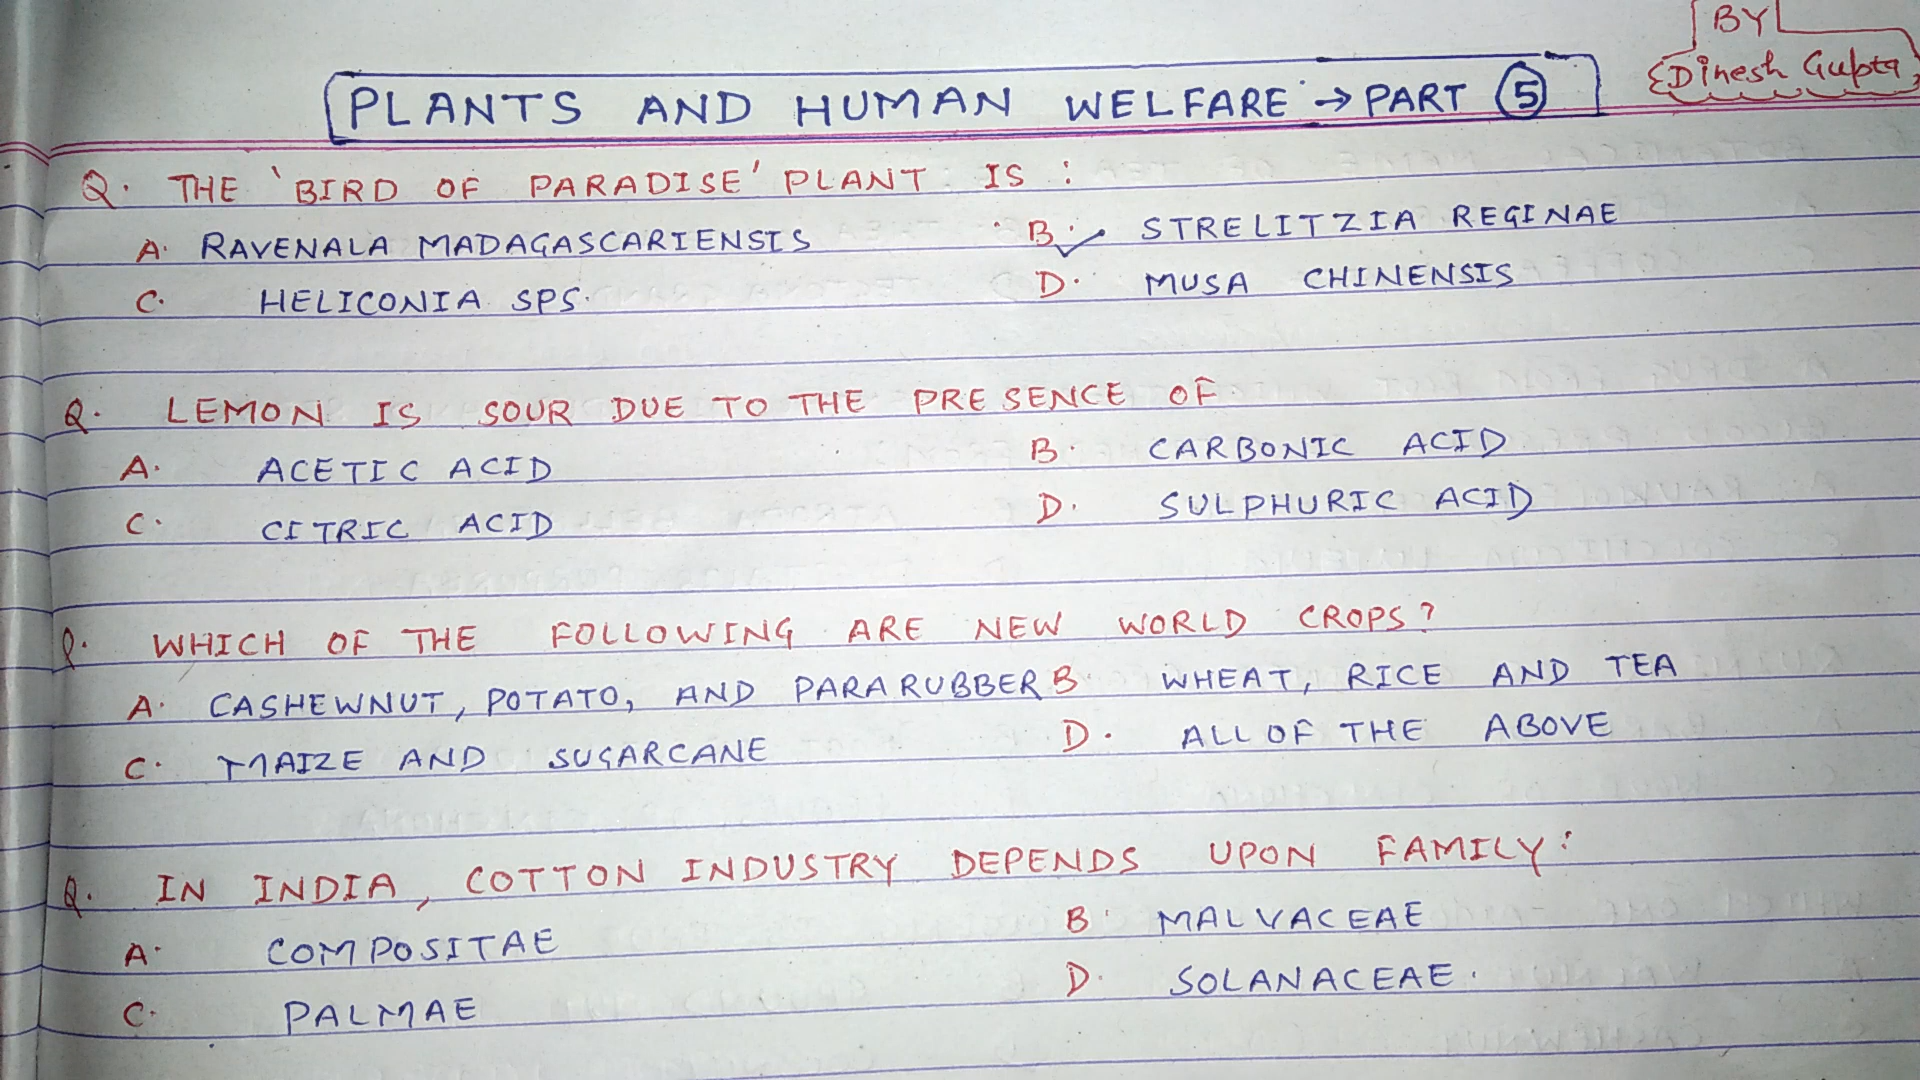 BY
Dinesh Gupta
PLANTS AND HUMAN WELFARE → PART 5
Q. THE 'BIRD OF PARADISE' PLANT IS :
A. RAVENALA MADAGASCARIENSIS B. ✓ STRELITZIA REGINAE
C. HELICONIA SPS. D. MUSA CHINENSIS
Q. LEMON IS SOUR DUE TO THE PRESENCE OF
A. ACETIC ACID B. CARBONIC ACID
C. CITRIC ACID D. SULPHURIC ACID
Q. WHICH OF THE FOLLOWING ARE NEW WORLD CROPS?
A. CASHEWNUT, POTATO, AND PARARUBBER B. WHEAT, RICE AND TEA
C. MAIZE AND SUGARCANE D. ALL OF THE ABOVE
Q. IN INDIA, COTTON INDUSTRY DEPENDS UPON FAMILY:
A. COMPOSITAE B. MALVACEAE
C. PALMAE D. SOLANACEAE.